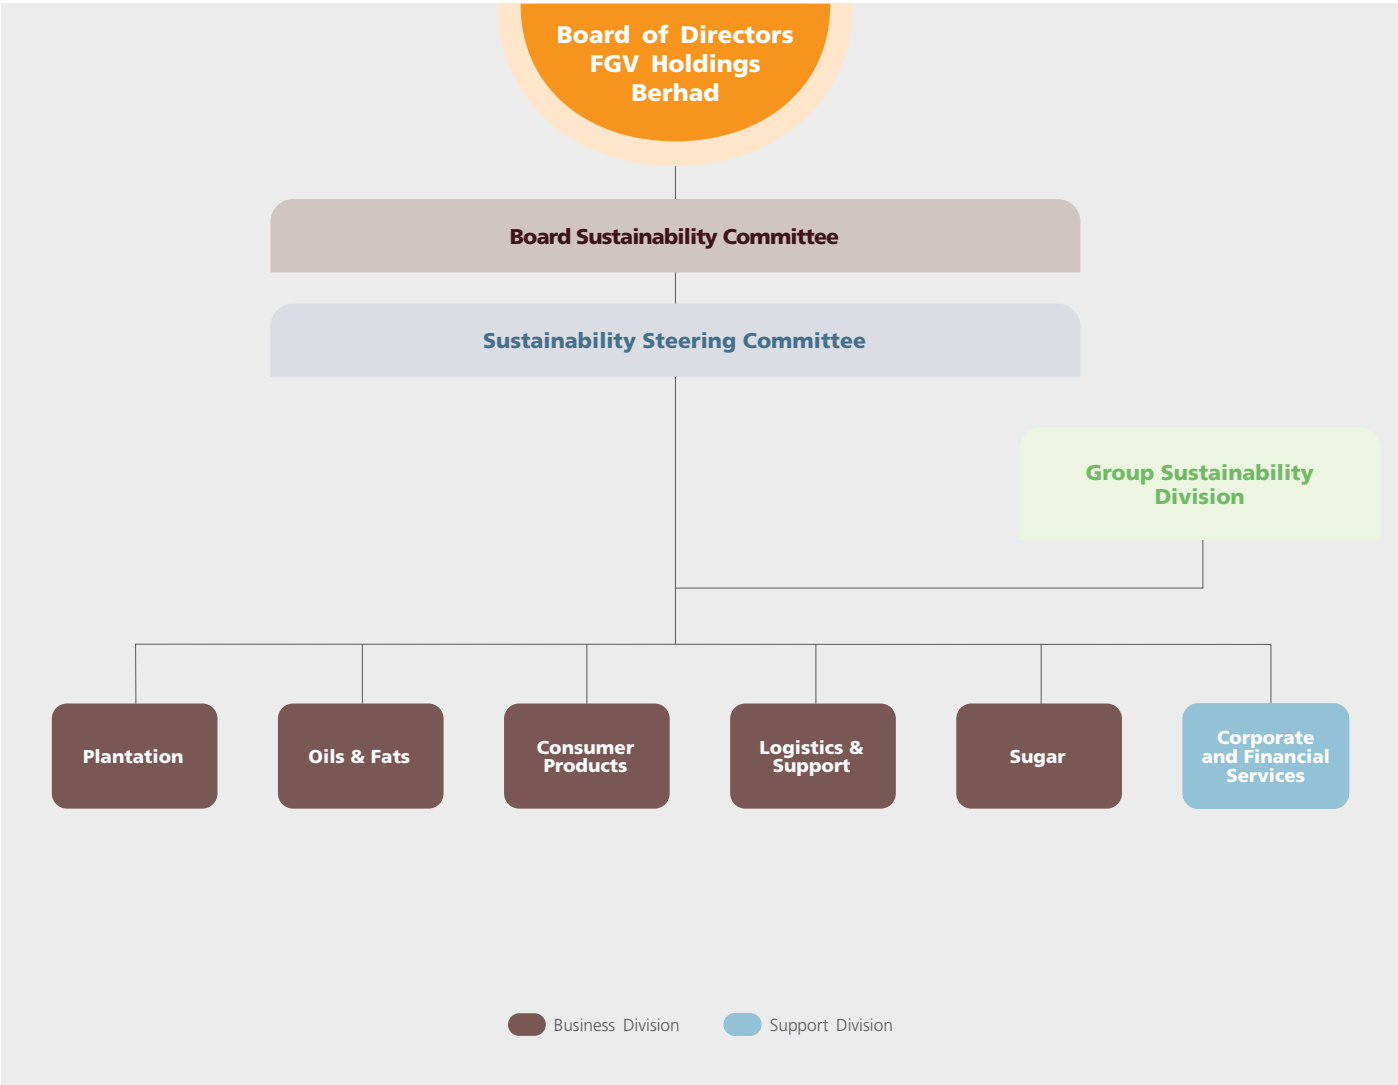 Board of Directors
FGV Holdings
Berhad
Board Sustainability Committee
Sustainability Steering Committee
Group Sustainability
Division
Plantation
Oils & Fats
Consumer
Products
Logistics &
Support
Sugar
Corporate
and Financial
Services
Business Division
Support Division